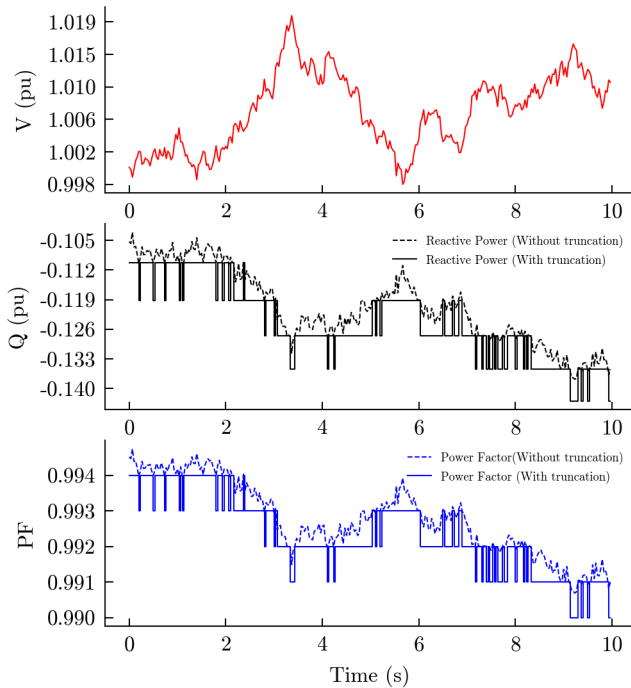 1.019
1.015
1.010
1.006
1.002
0.998
V (pu)
0 2 4 6 8 10
-0.105
-0.112
-0.119
-0.126
-0.133
-0.140
Q (pu)
Reactive Power (Without truncation)
Reactive Power (With truncation)
0 2 4 6 8 10
0.994
0.993
0.992
0.991
0.990
PF
Power Factor(Without truncation)
Power Factor (With truncation)
0 2 4 6 8 10
Time (s)